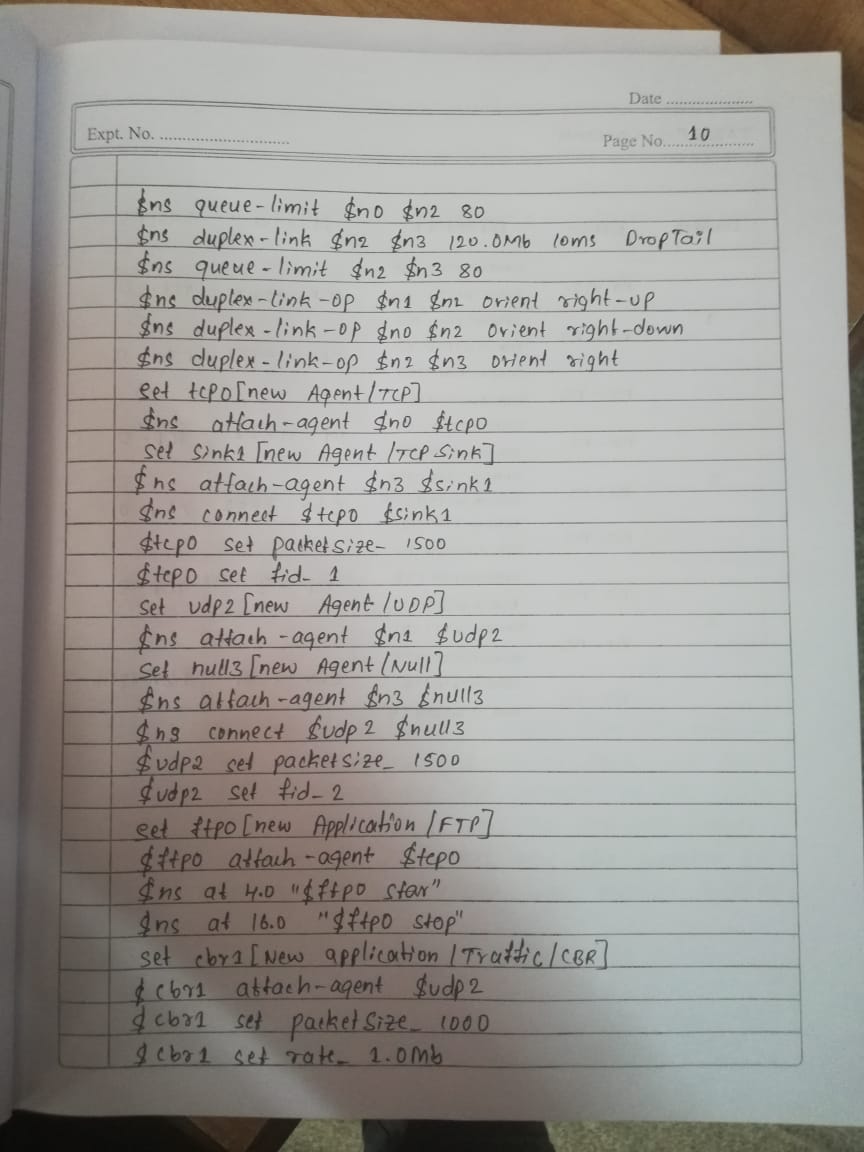 Date
Expt. No.
Page No. 10
$ns queue-limit $n0 $n2 80
$ns duplex-link $n2 $n3 120.0Mb 10ms DropTail
$ns queue-limit $n2 $n3 80
$ns duplex-link-op $n1 $n2 orient right-up
$ns duplex-link-op $n0 $n2 orient right-down
$ns duplex-link-op $n2 $n3 orient right
set tcp0[new Agent/TCP]
$ns attach-agent $n0 $tcp0
set sink1 [new Agent /TCP Sink]
$ns attach-agent $n3 $sink1
$ns connect $tcp0 $sink1
$tcp0 set packetsize- 1500
$tcp0 set fid- 1
set udp2 [new Agent/UDP]
$ns attach-agent $n1 $udp2
set null3 [new Agent/Null]
$ns attach-agent $n3 $null3
$ns connect $udp2 $null3
$udp2 set packetsize_ 1500
$udp2 set fid-2
set ftp0[new Application/FTP]
$ftp0 attach-agent $tcp0
$ns at 4.0 "$ftp0 star"
$ns at 16.0 "$ftp0 stop"
set cbr1 [New application/Traffic/CBR]
$cbr1 attach-agent $udp2
$cbr1 set packetSize_ 1000
$cbr1 set rate_ 1.0Mb